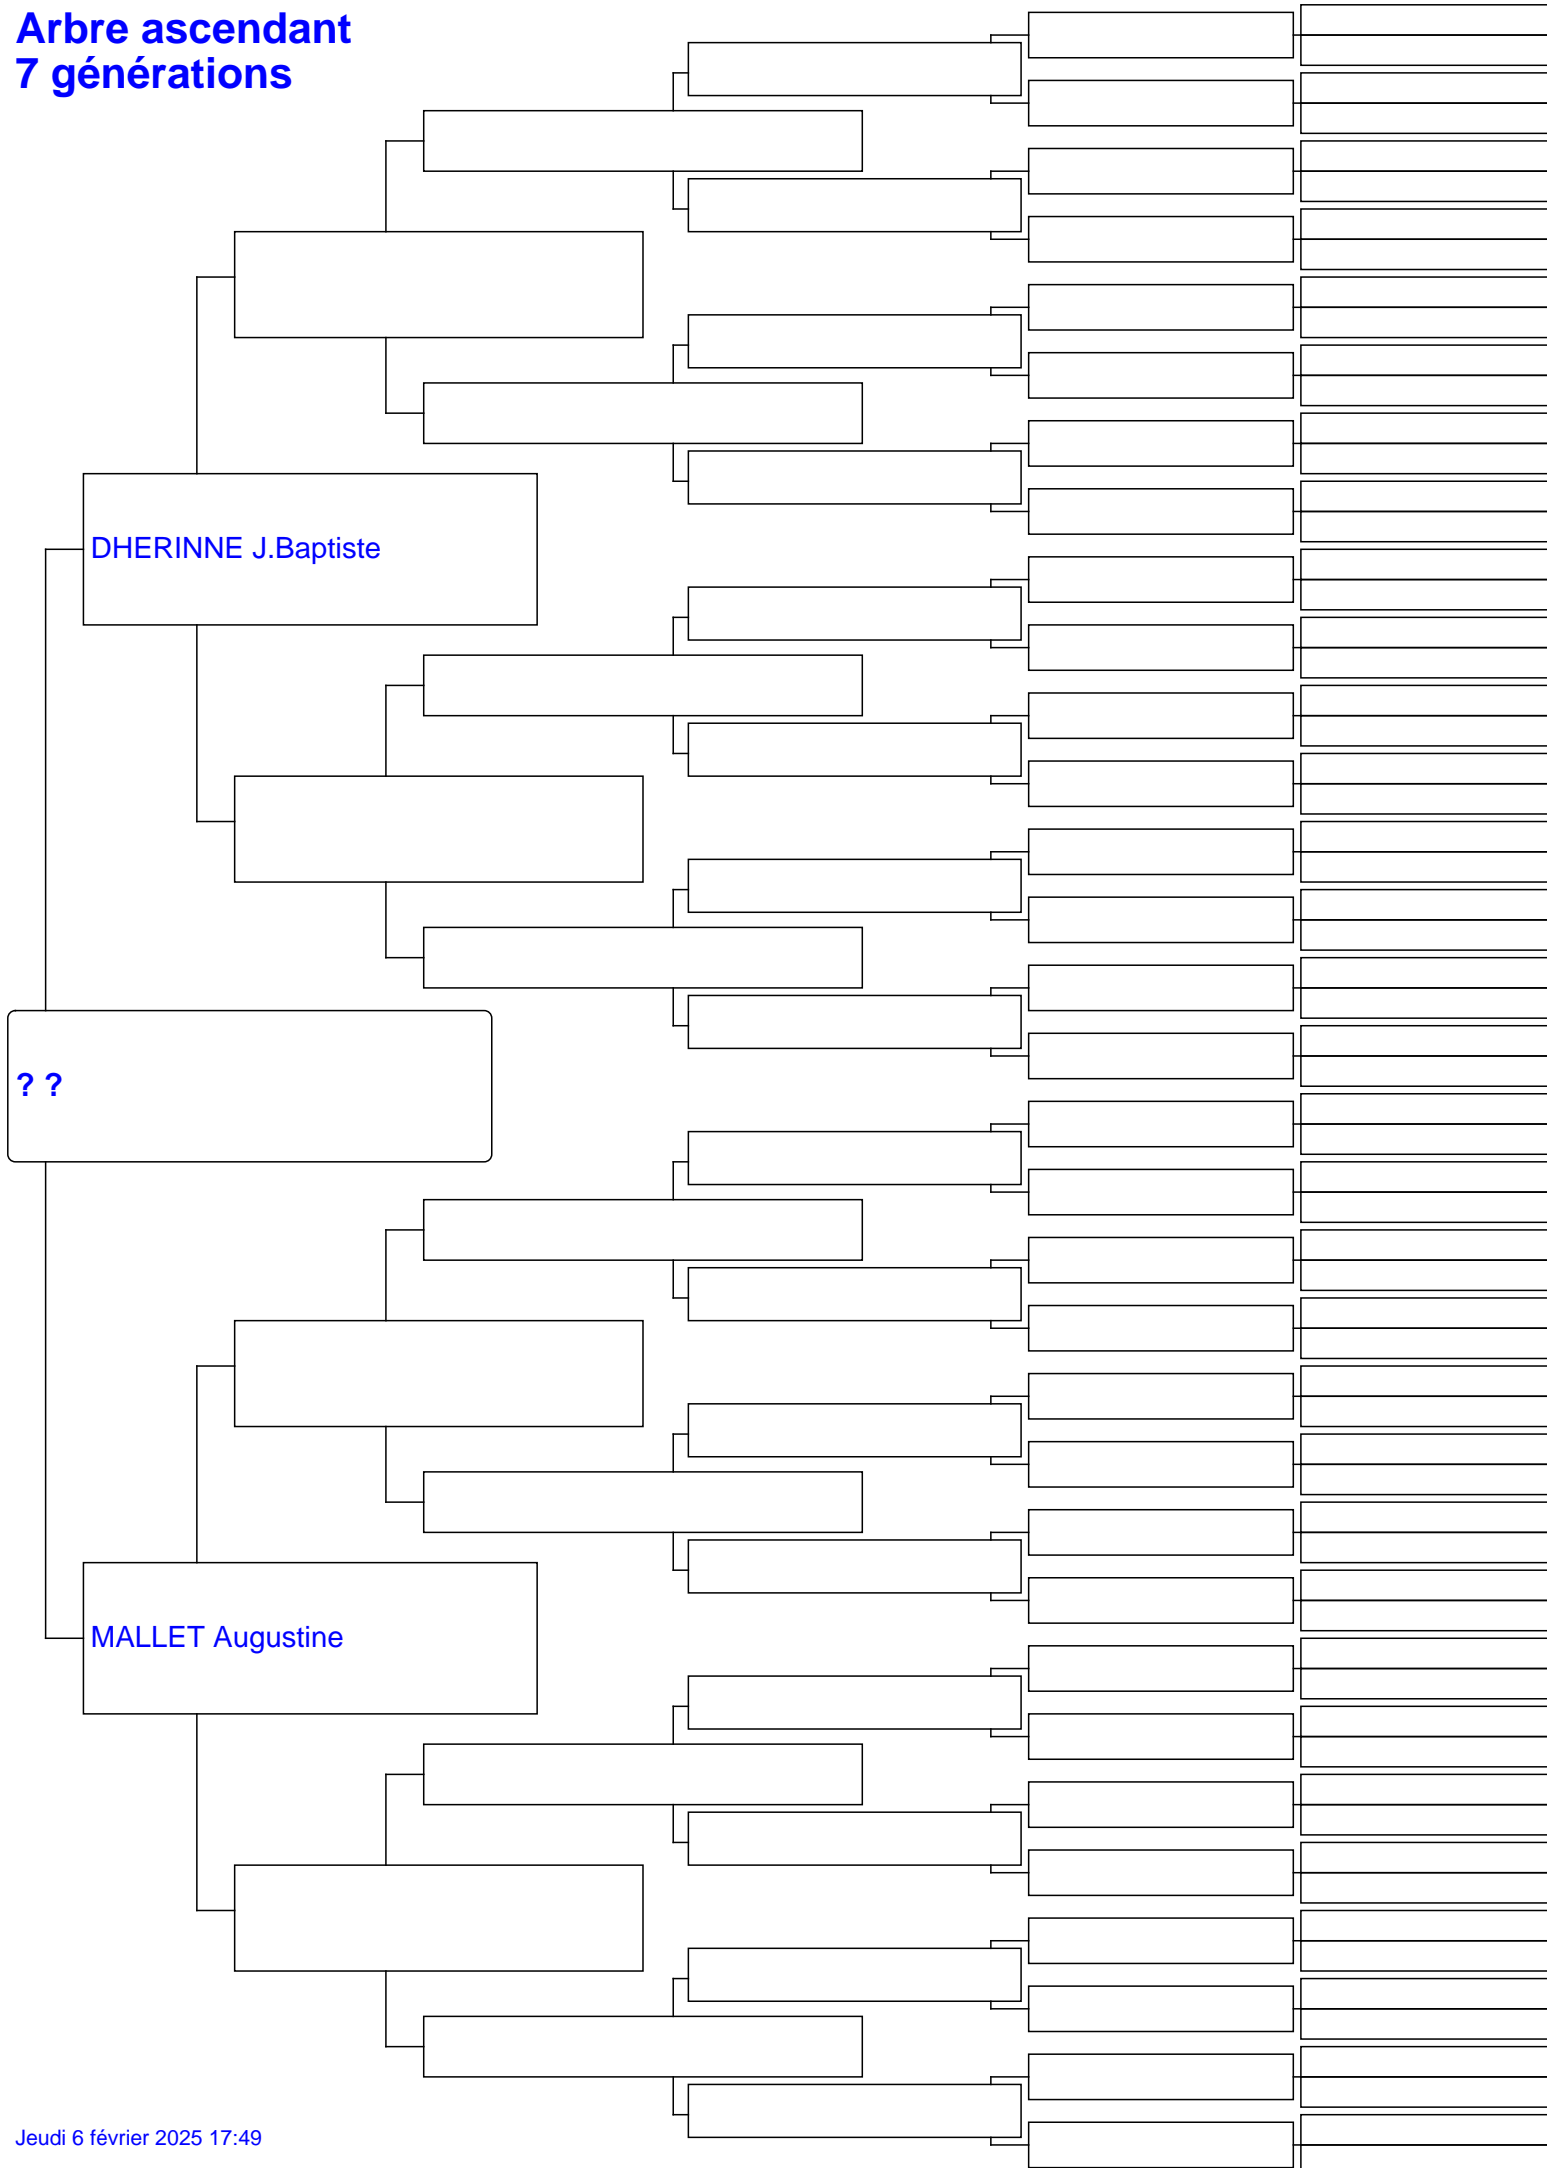 Arbre ascendant
7 générations
DHERINNE J.Baptiste
? ?
MALLET Augustine
Jeudi 6 février 2025 17:49